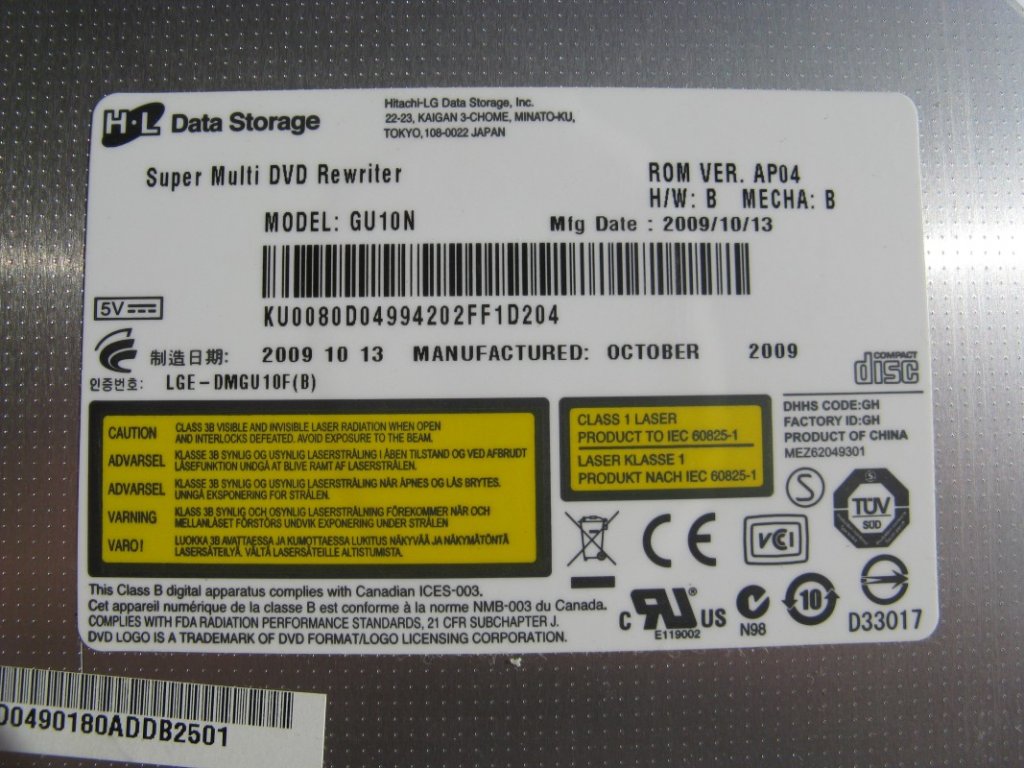 H·L Data Storage
Hitachi-LG Data Storage, Inc.
22-23, KAIGAN 3-CHOME, MINATO-KU,
TOKYO,108-0022 JAPAN
Super Multi DVD Rewriter
ROM VER. AP04
H/W: B MECHA: B
MODEL: GU10N
Mfg Date : 2009/10/13
KU0080D04994202FF1D204
5V
制造日期: 2009 10 13 MANUFACTURED: OCTOBER 2009
인증번호: LGE-DMGU10F(B)
COMPACT
disc
CAUTION CLASS 3B VISIBLE AND INVISIBLE LASER RADIATION WHEN OPEN
AND INTERLOCKS DEFEATED. AVOID EXPOSURE TO THE BEAM.
ADVARSEL KLASSE 3B SYNLIG OG USYNLIG LASERSTRÅLING I ÅBEN TILSTAND OG VED AFBRUDT
LÅSEFUNKTION UNDGÅ AT BLIVE RAMT AF LASERSTRÅLEN.
ADVARSEL KLASSE 3B SYNLIG OG USYNLIG LASERSTRÅLING NÅR ÅPNES OG LÅS BRYTES.
UNNGÅ EKSPONERING FOR STRÅLEN.
VARNING KLASS 3B SYNLIG OCH OSYNLIG LASERSTRÅLNING FÖREKOMMER NÄR OCH
MELLANLÅSET FÖRSTÖRS UNDVIK EXPONERING UNDER STRÅLEN
VARO! LUOKKA 3B AVATTAESSA JA KUMOTTAESSA LUKITUS NÄKYVÄÄ JA NÄKYMÄTÖNTÄ
LASERSÄTEILYÄ, VÄLTÄ LASERSÄTEILLE ALTISTUMISTA.
CLASS 1 LASER
PRODUCT TO IEC 60825-1
LASER KLASSE 1
PRODUKT NACH IEC 60825-1
DHHS CODE:GH
FACTORY ID:GH
PRODUCT OF CHINA
MEZ62049301
S
TÜV
SÜD
CE
VCI
This Class B digital apparatus complies with Canadian ICES-003.
Cet appareil numérique de la classe B est conforme à la norme NMB-003 du Canada.
COMPLIES WITH FDA RADIATION PERFORMANCE STANDARDS, 21 CFR SUBCHAPTER J.
DVD LOGO IS A TRADEMARK OF DVD FORMAT/LOGO LICENSING CORPORATION.
C RU® US
E119002
N98
10
D33017
D0490180ADDB2501